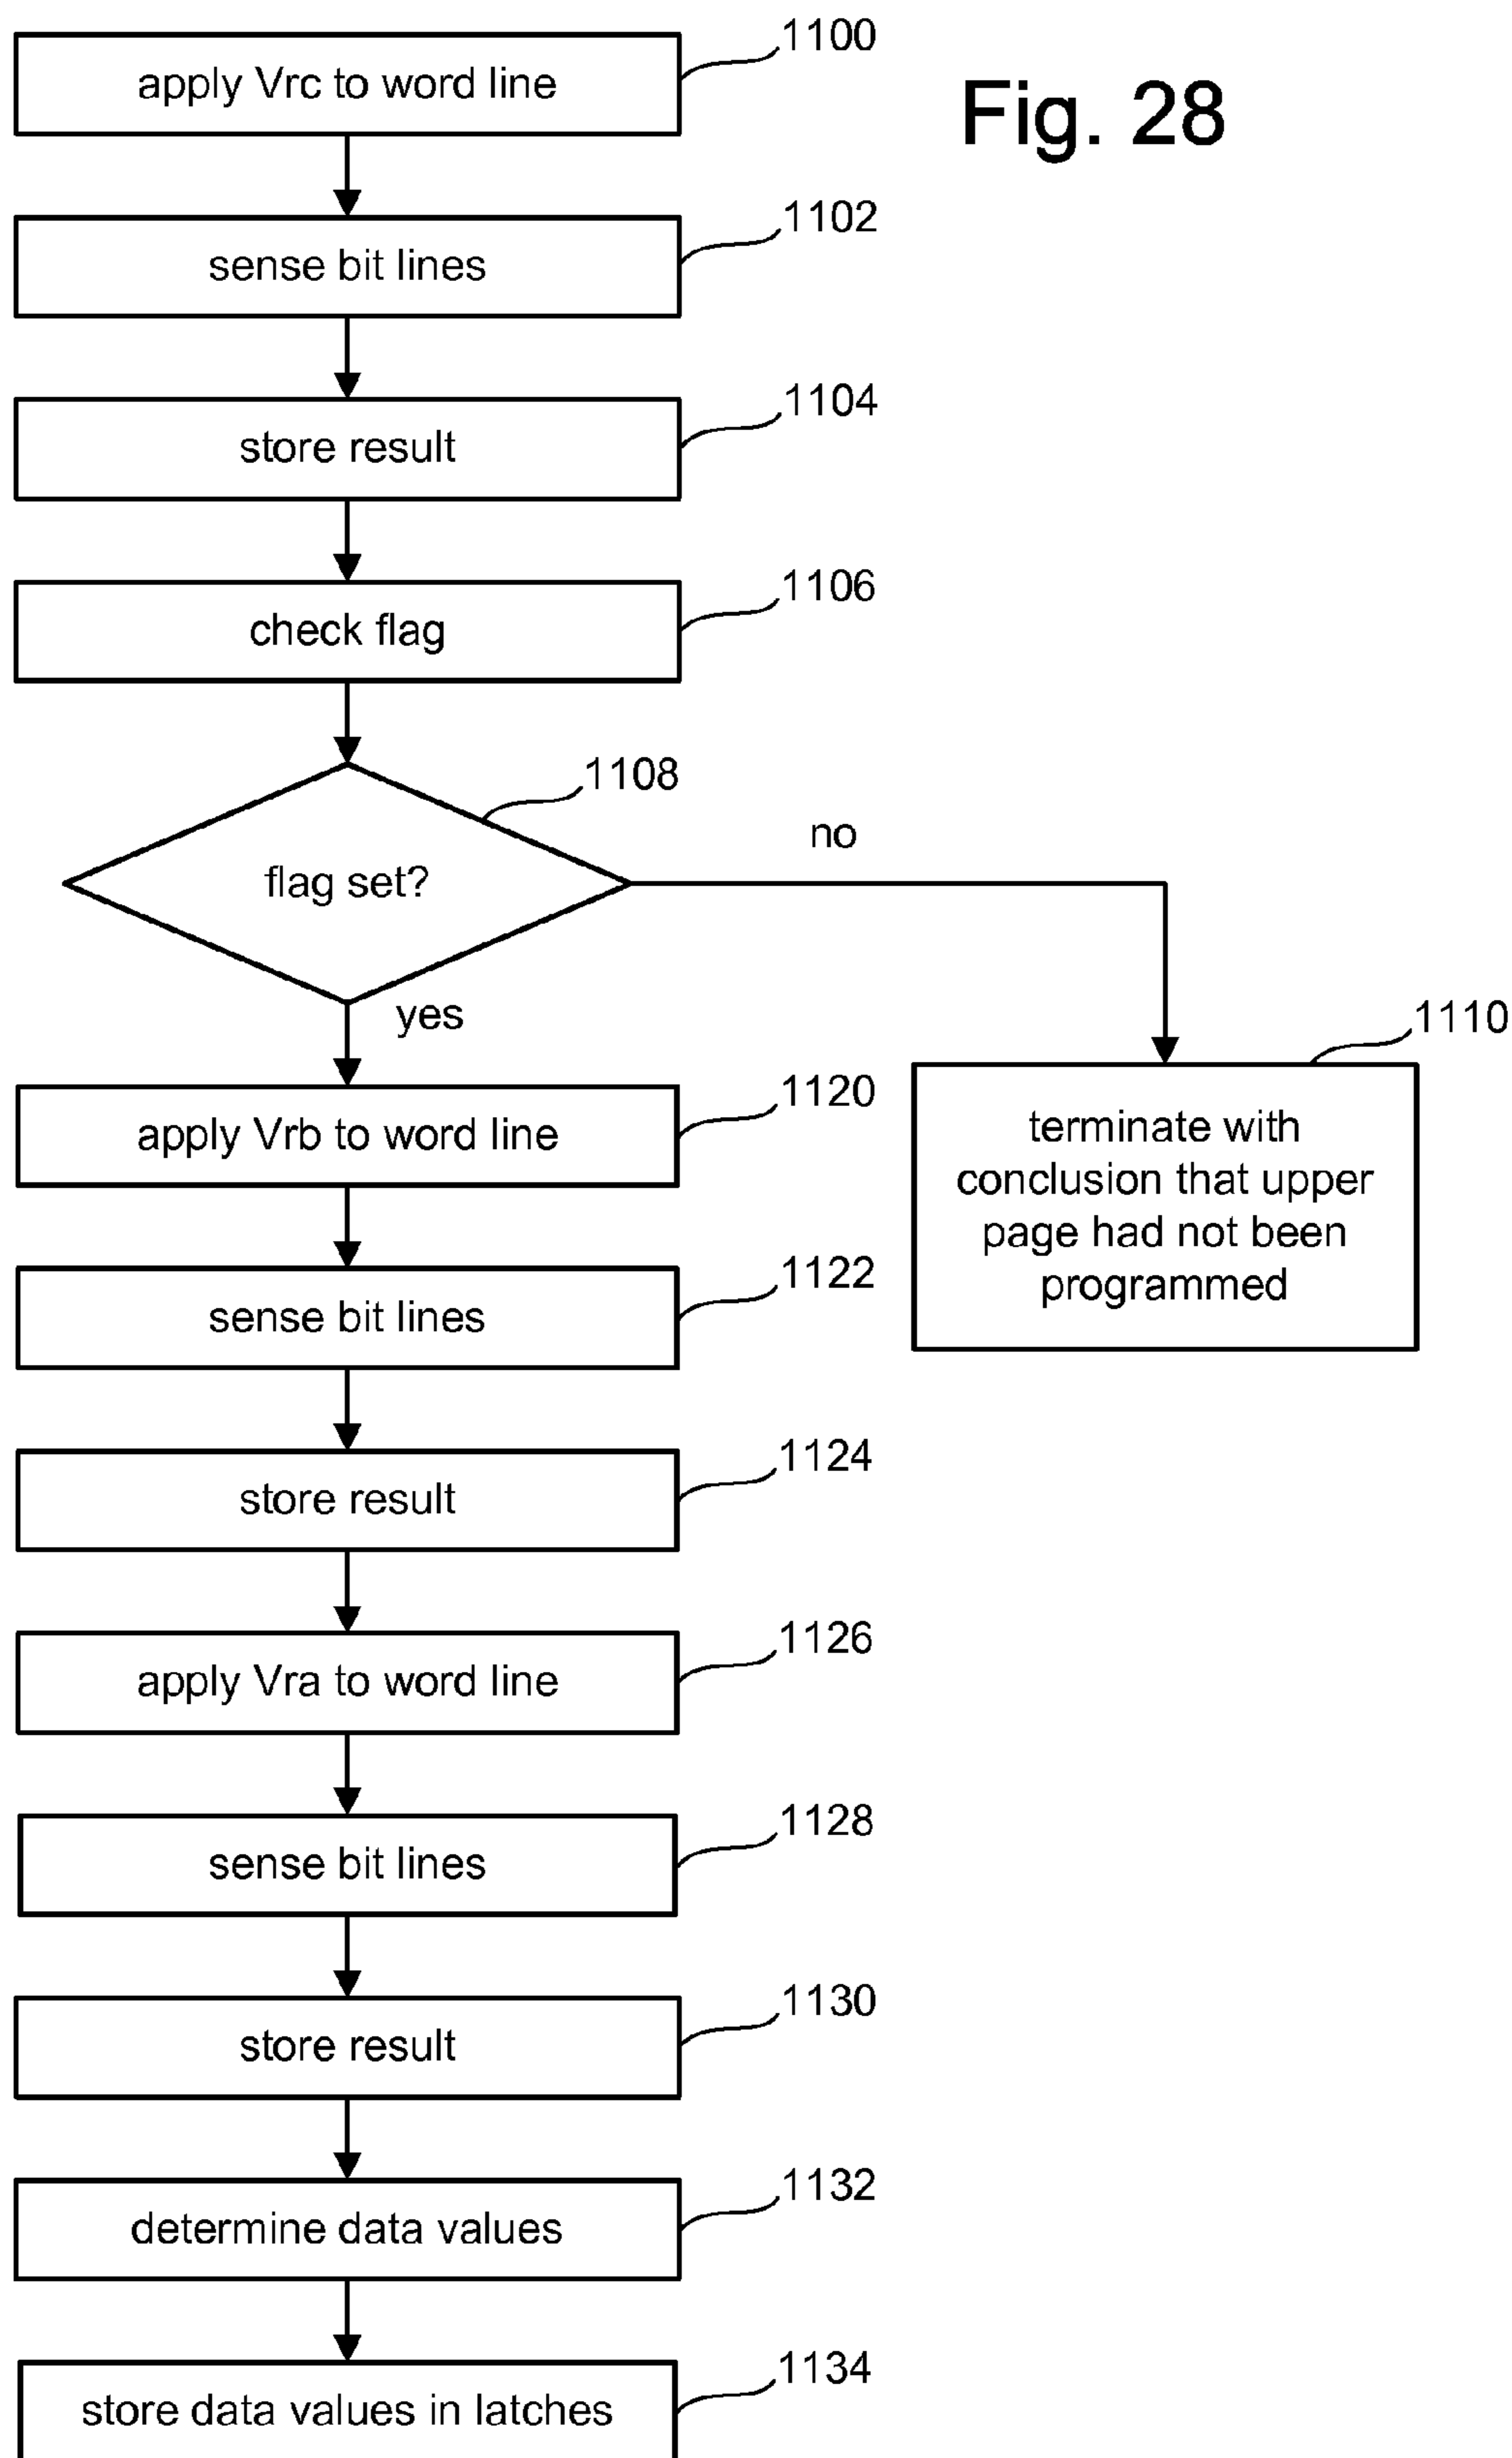 1100
apply Vrc to word line
Fig. 28
1102
sense bit lines
1104
store result
1106
check flag
1108
flag set?
no
yes
1110
terminate with
conclusion that upper
page had not been
programmed
1120
apply Vrb to word line
1122
sense bit lines
1124
store result
1126
apply Vra to word line
1128
sense bit lines
1130
store result
1132
determine data values
1134
store data values in latches